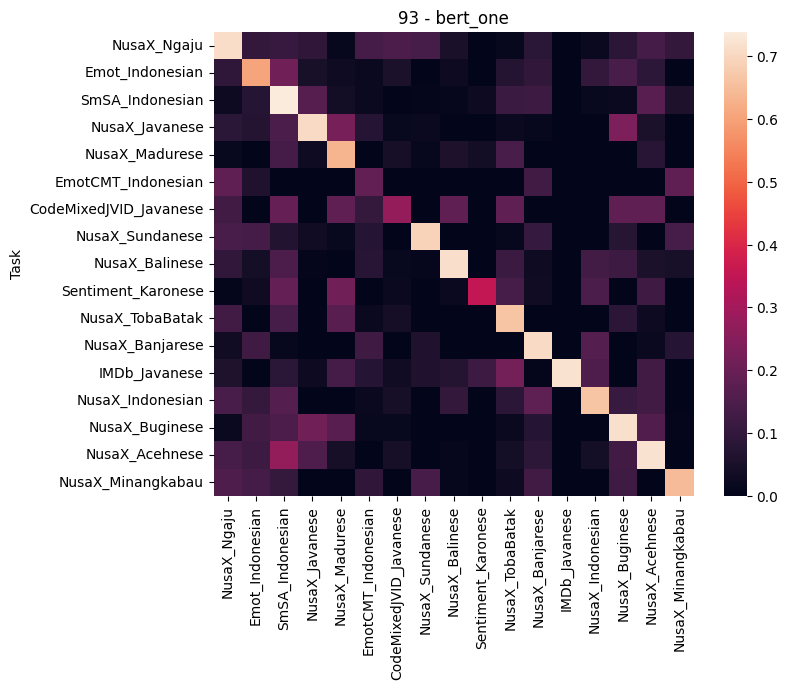 93 - bert_one
Task
NusaX_Ngaju
Emot_Indonesian
SmSA_Indonesian
NusaX_Javanese
NusaX_Madurese
EmotCMT_Indonesian
CodeMixedJVID_Javanese
NusaX_Sundanese
NusaX_Balinese
Sentiment_Karonese
NusaX_TobaBatak
NusaX_Banjarese
IMDb_Javanese
NusaX_Indonesian
NusaX_Buginese
NusaX_Acehnese
NusaX_Minangkabau
NusaX_Ngaju
Emot_Indonesian
SmSA_Indonesian
NusaX_Javanese
NusaX_Madurese
EmotCMT_Indonesian
CodeMixedJVID_Javanese
NusaX_Sundanese
NusaX_Balinese
Sentiment_Karonese
NusaX_TobaBatak
NusaX_Banjarese
IMDb_Javanese
NusaX_Indonesian
NusaX_Buginese
NusaX_Acehnese
NusaX_Minangkabau
0.7
0.6
0.5
0.4
0.3
0.2
0.1
0.0